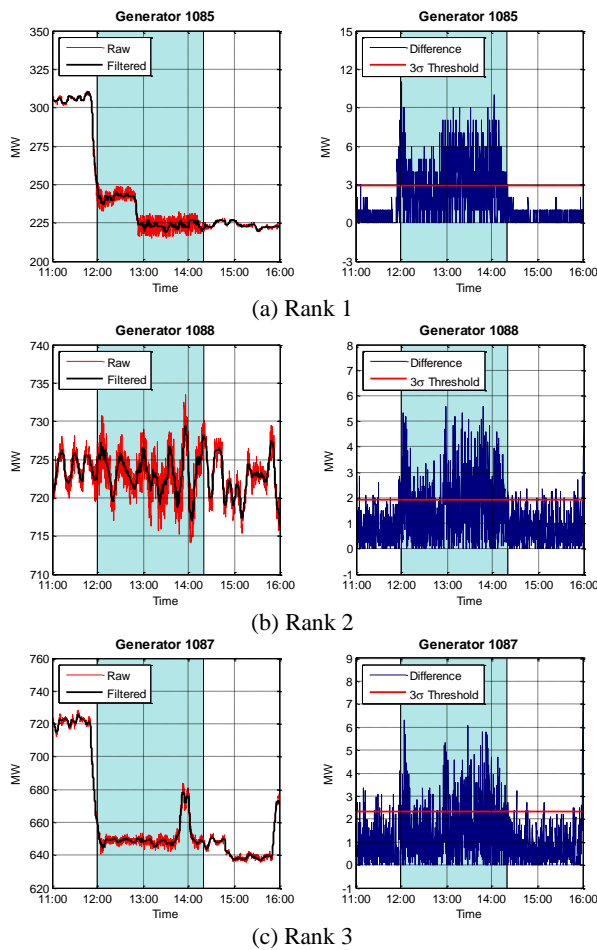 Generator 1085
Generator 1085
350
325
300
275
250
225
200
MW
Raw
Filtered
11:00 12:00 13:00 14:00 15:00 16:00
Time
15
12
9
6
3
0
-3
MW
Difference
3σ Threshold
11:00 12:00 13:00 14:00 15:00 16:00
Time
(a) Rank 1
Generator 1088
Generator 1088
740
735
730
725
720
715
710
MW
Raw
Filtered
11:00 12:00 13:00 14:00 15:00 16:00
Time
8
7
6
5
4
3
2
1
0
-1
MW
Difference
3σ Threshold
11:00 12:00 13:00 14:00 15:00 16:00
Time
(b) Rank 2
Generator 1087
Generator 1087
760
740
720
700
680
660
640
620
MW
Raw
Filtered
11:00 12:00 13:00 14:00 15:00 16:00
Time
9
8
7
6
5
4
3
2
1
0
-1
MW
Difference
3σ Threshold
11:00 12:00 13:00 14:00 15:00 16:00
Time
(c) Rank 3